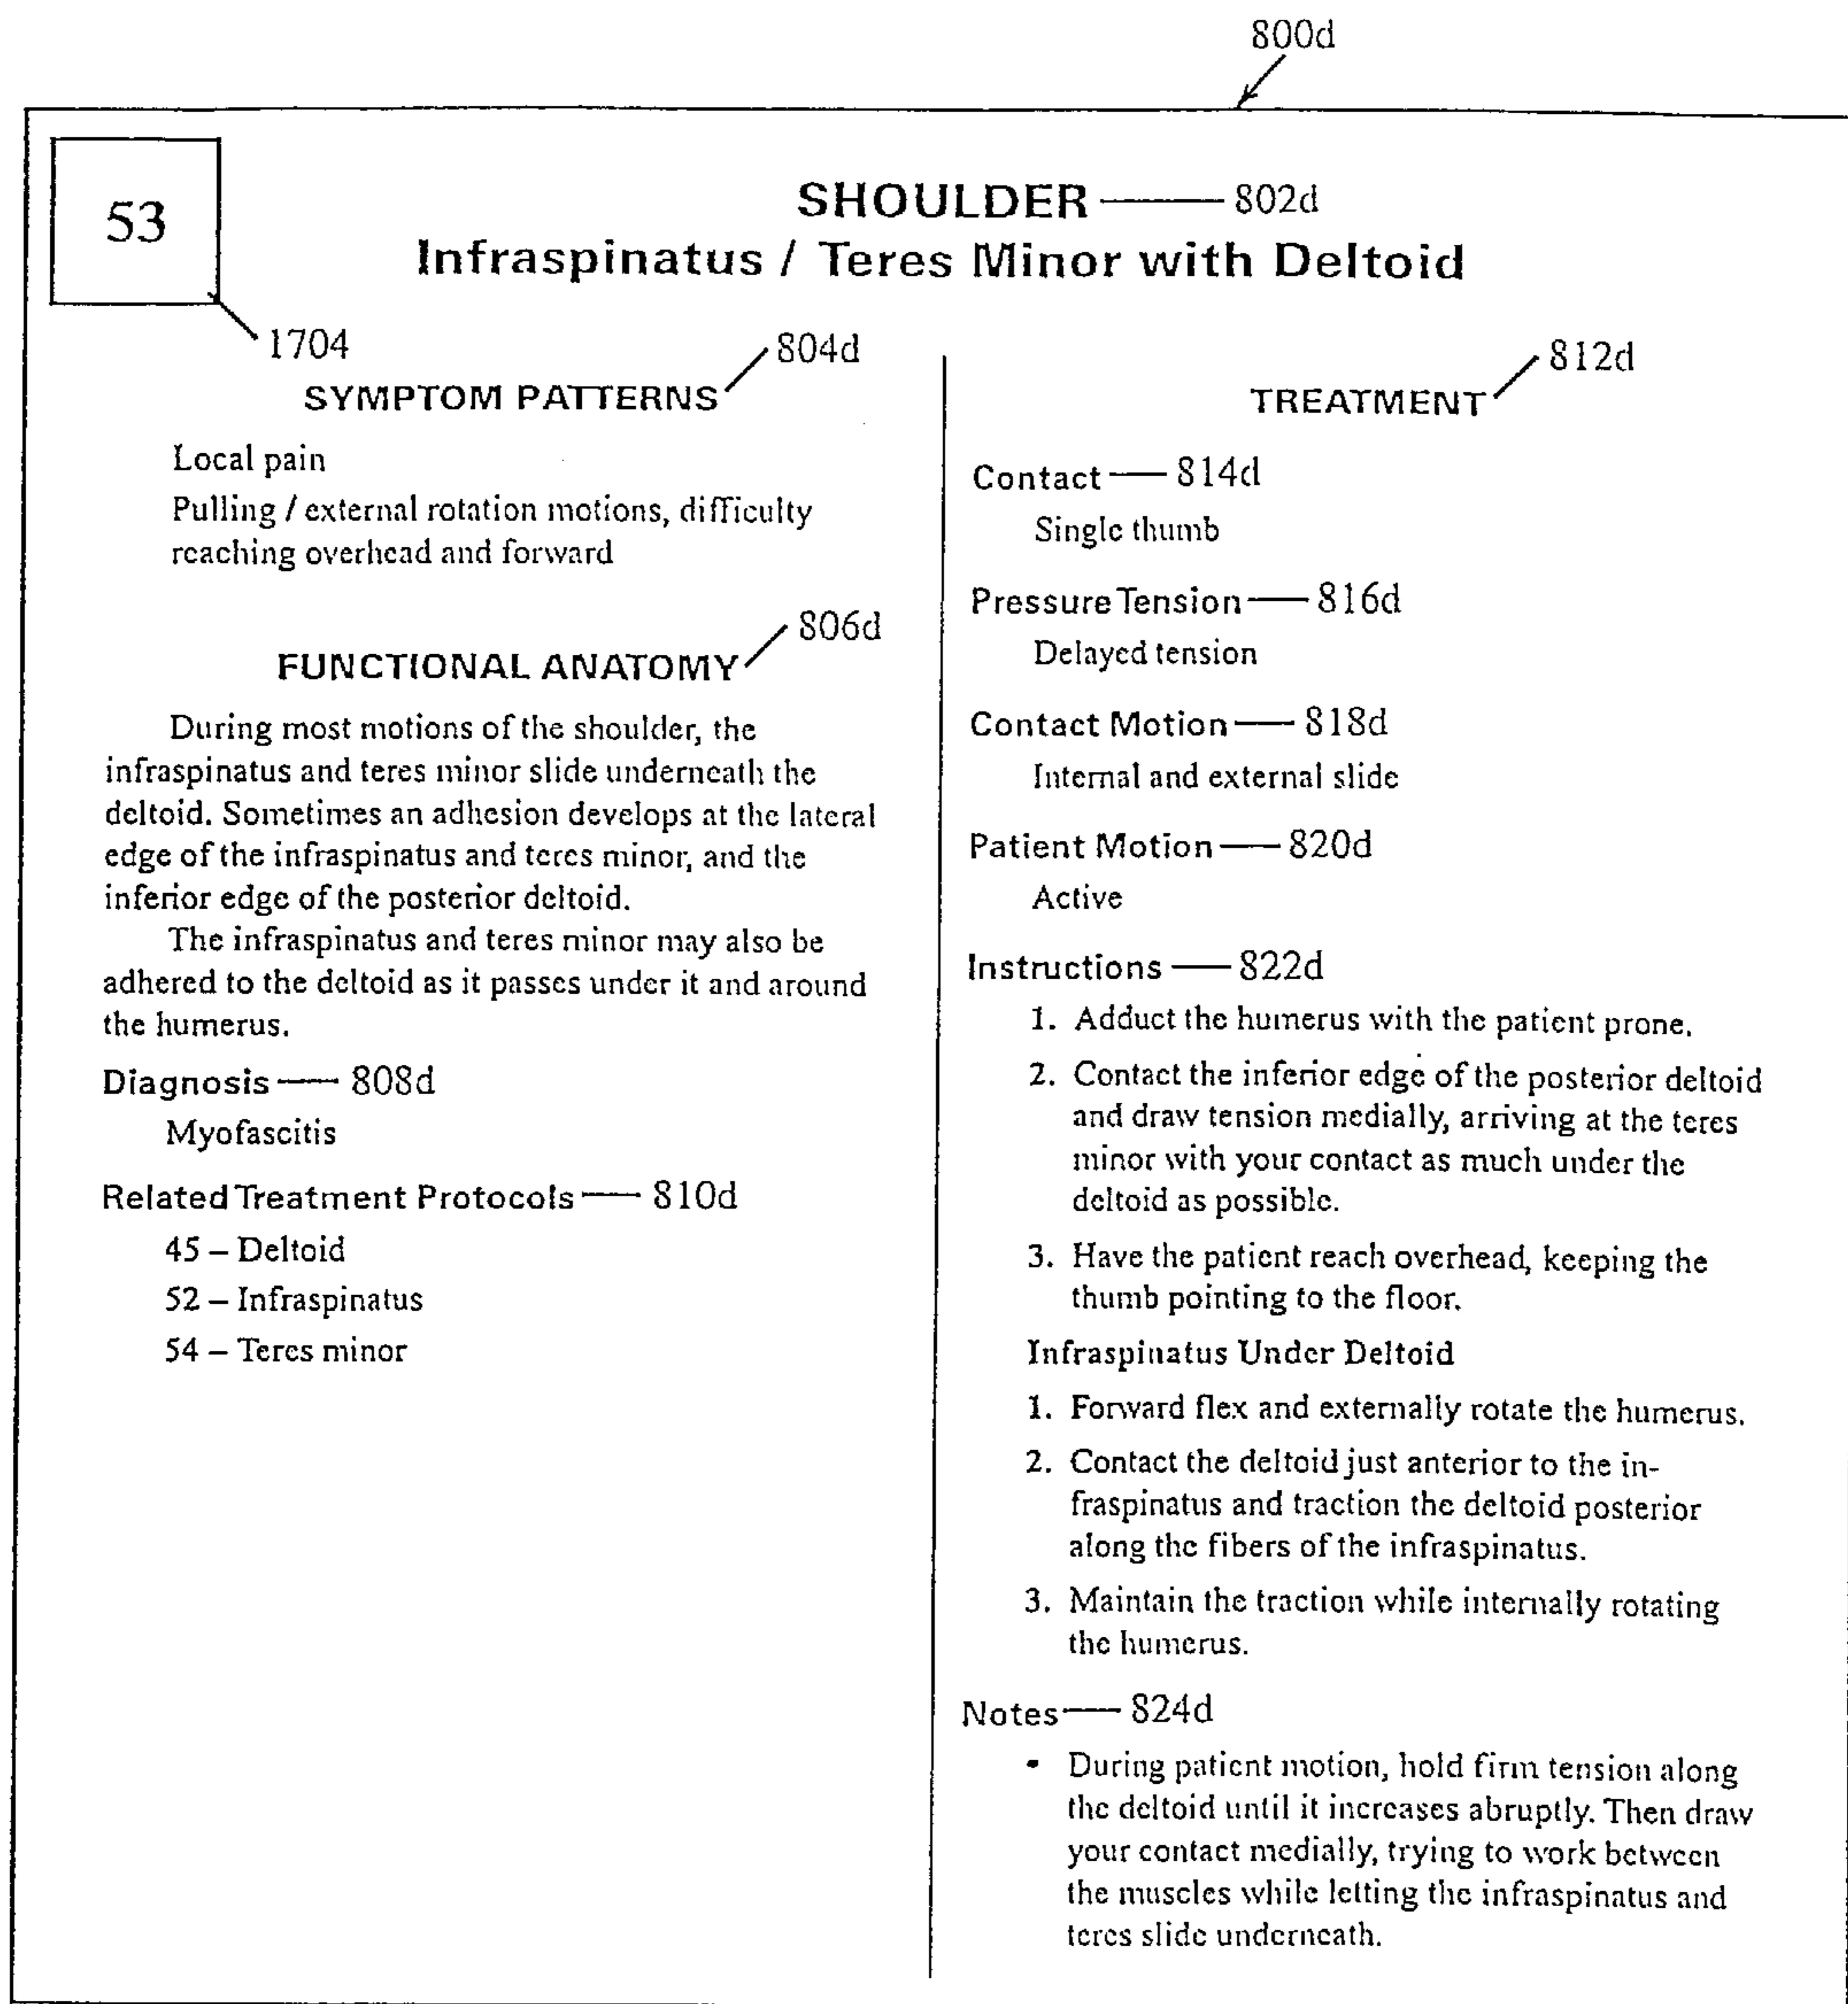 800d
53
SHOULDER — 802d
Infraspinatus / Teres Minor with Deltoid
1704
804d
SYMPTOM PATTERNS
Local pain
Pulling / external rotation motions, difficulty
reaching overhead and forward
806d
FUNCTIONAL ANATOMY
During most motions of the shoulder, the
infraspinatus and teres minor slide underneath the
deltoid. Sometimes an adhesion develops at the lateral
edge of the infraspinatus and teres minor, and the
inferior edge of the posterior deltoid.
The infraspinatus and teres minor may also be
adhered to the deltoid as it passes under it and around
the humerus.
Diagnosis — 808d
Myofascitis
Related Treatment Protocols — 810d
45 – Deltoid
52 – Infraspinatus
54 – Teres minor
812d
TREATMENT
Contact — 814d
Single thumb
Pressure Tension — 816d
Delayed tension
Contact Motion — 818d
Internal and external slide
Patient Motion — 820d
Active
Instructions — 822d
1. Adduct the humerus with the patient prone.
2. Contact the inferior edge of the posterior deltoid
and draw tension medially, arriving at the teres
minor with your contact as much under the
deltoid as possible.
3. Have the patient reach overhead, keeping the
thumb pointing to the floor.
Infraspinatus Under Deltoid
1. Forward flex and externally rotate the humerus.
2. Contact the deltoid just anterior to the in-
fraspinatus and traction the deltoid posterior
along the fibers of the infraspinatus.
3. Maintain the traction while internally rotating
the humerus.
Notes — 824d
• During patient motion, hold firm tension along
the deltoid until it increases abruptly. Then draw
your contact medially, trying to work between
the muscles while letting the infraspinatus and
teres slide underneath.